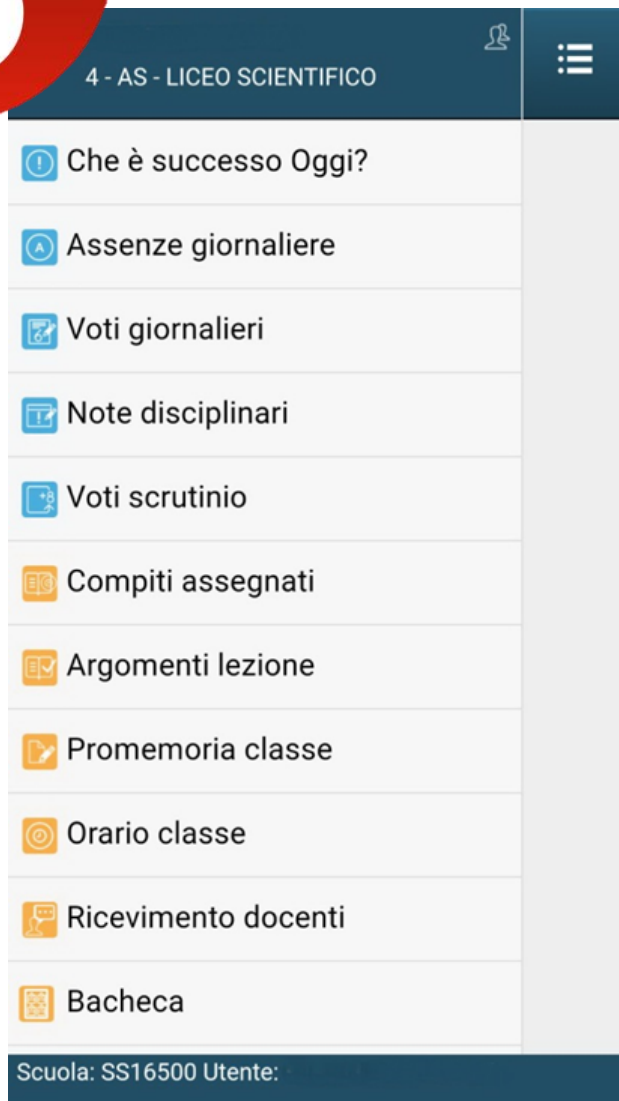 4 - AS - LICEO SCIENTIFICO
Che è successo Oggi?
Assenze giornaliere
Voti giornalieri
Note disciplinari
Voti scrutinio
Compiti assegnati
Argomenti lezione
Promemoria classe
Orario classe
Ricevimento docenti
Bacheca
Scuola: SS16500 Utente: